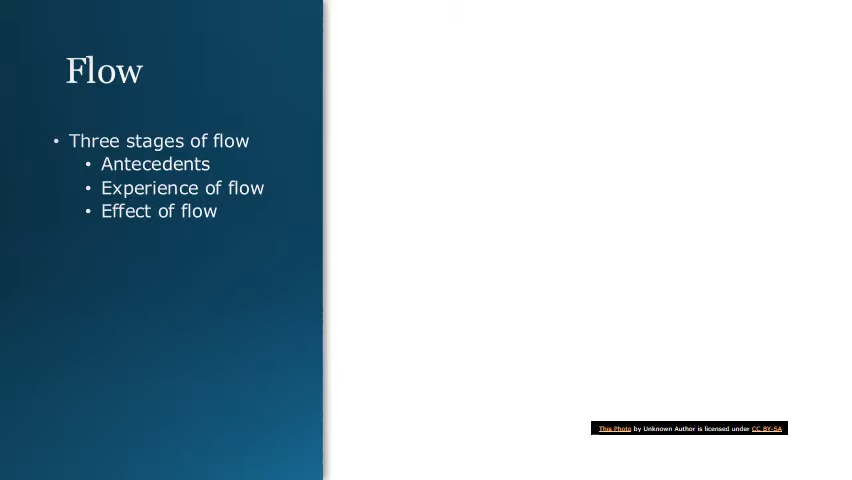 Flow
• Three stages of flow
• Antecedents
• Experience of flow
• Effect of flow
This Photo by Unknown Author is licensed under CC BY-SA